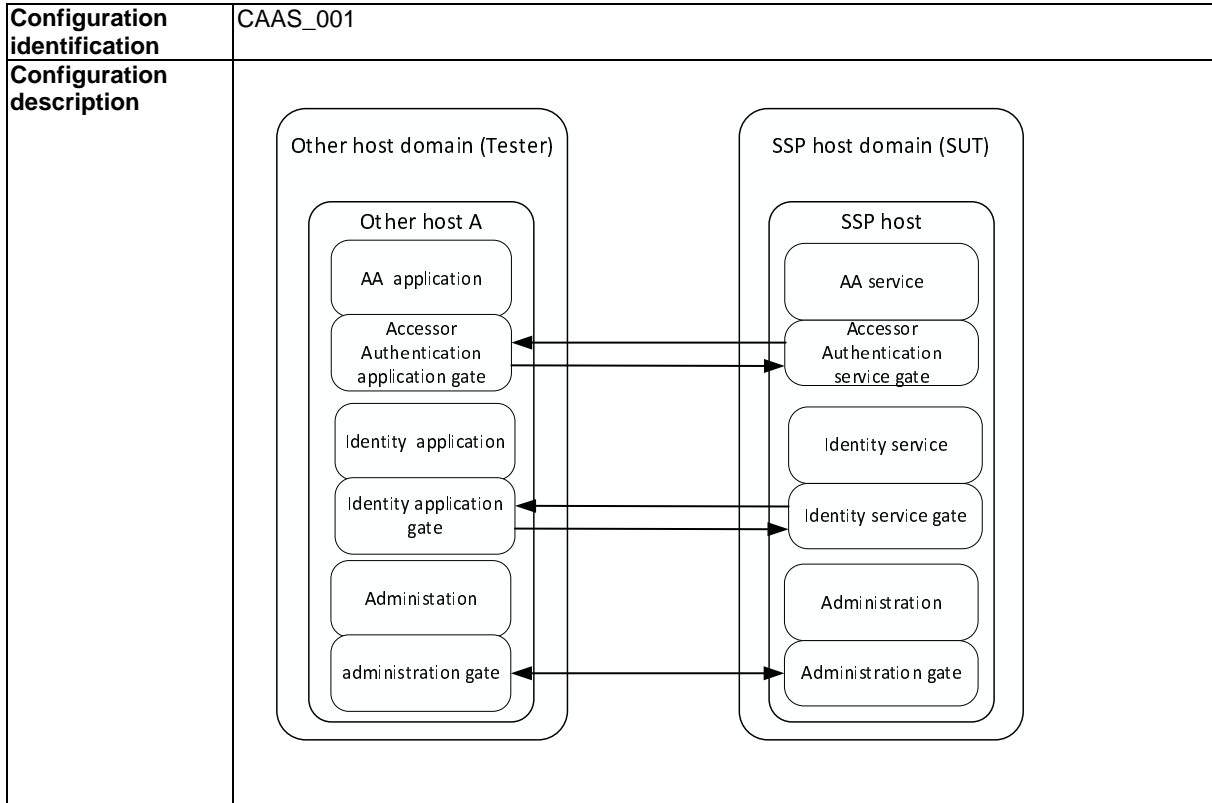 Configuration
identification
CAAS_001
Configuration
description
Other host domain (Tester)
Other host A
AA application
Accessor
Authentication
application gate
Identity application
Identity application
gate
Administation
administration gate
SSP host domain (SUT)
SSP host
AA service
Accessor
Authentication
service gate
Identity service
Identity service gate
Administration
Administration gate